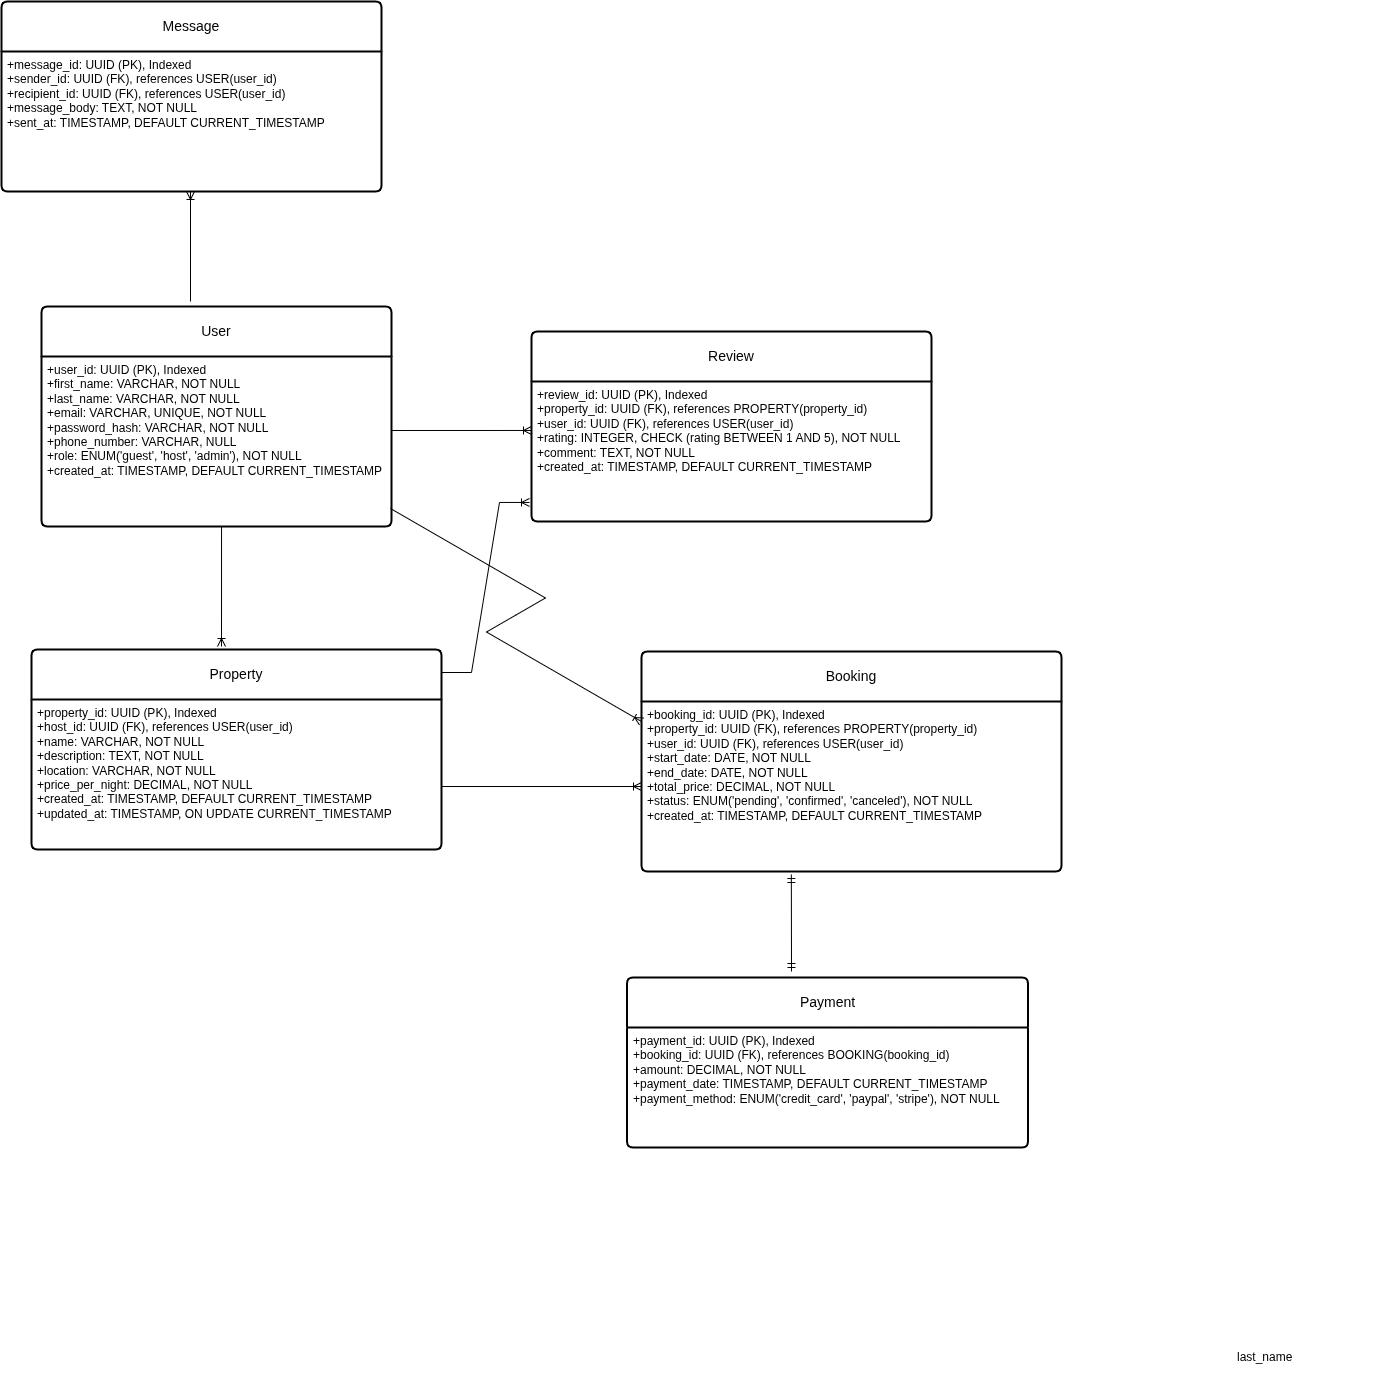 Message
+message_id: UUID (PK), Indexed
+sender_id: UUID (FK), references USER(user_id)
+recipient_id: UUID (FK), references USER(user_id)
+message_body: TEXT, NOT NULL
+sent_at: TIMESTAMP, DEFAULT CURRENT_TIMESTAMP
User
+user_id: UUID (PK), Indexed
+first_name: VARCHAR, NOT NULL
+last_name: VARCHAR, NOT NULL
+email: VARCHAR, UNIQUE, NOT NULL
+password_hash: VARCHAR, NOT NULL
+phone_number: VARCHAR, NULL
+role: ENUM('guest', 'host', 'admin'), NOT NULL
+created_at: TIMESTAMP, DEFAULT CURRENT_TIMESTAMP
Review
+review_id: UUID (PK), Indexed
+property_id: UUID (FK), references PROPERTY(property_id)
+user_id: UUID (FK), references USER(user_id)
+rating: INTEGER, CHECK (rating BETWEEN 1 AND 5), NOT NULL
+comment: TEXT, NOT NULL
+created_at: TIMESTAMP, DEFAULT CURRENT_TIMESTAMP
Property
+property_id: UUID (PK), Indexed
+host_id: UUID (FK), references USER(user_id)
+name: VARCHAR, NOT NULL
+description: TEXT, NOT NULL
+location: VARCHAR, NOT NULL
+price_per_night: DECIMAL, NOT NULL
+created_at: TIMESTAMP, DEFAULT CURRENT_TIMESTAMP
+updated_at: TIMESTAMP, ON UPDATE CURRENT_TIMESTAMP
Booking
+booking_id: UUID (PK), Indexed
+property_id: UUID (FK), references PROPERTY(property_id)
+user_id: UUID (FK), references USER(user_id)
+start_date: DATE, NOT NULL
+end_date: DATE, NOT NULL
+total_price: DECIMAL, NOT NULL
+status: ENUM('pending', 'confirmed', 'canceled'), NOT NULL
+created_at: TIMESTAMP, DEFAULT CURRENT_TIMESTAMP
Payment
+payment_id: UUID (PK), Indexed
+booking_id: UUID (FK), references BOOKING(booking_id)
+amount: DECIMAL, NOT NULL
+payment_date: TIMESTAMP, DEFAULT CURRENT_TIMESTAMP
+payment_method: ENUM('credit_card', 'paypal', 'stripe'), NOT NULL
last_name